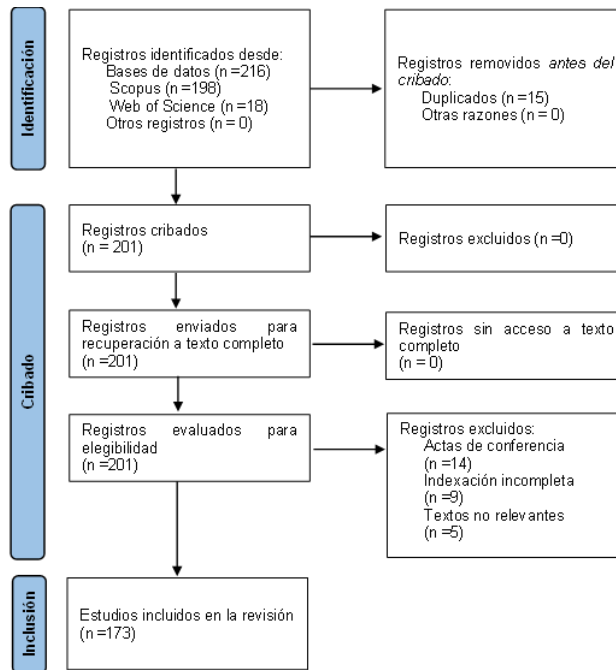 Identificación
Registros identificados desde:
Bases de datos (n =216)
Scopus (n =198)
Web of Science (n =18)
Otros registros (n = 0)
Registros removidos antes del
cribado:
Duplicados (n =15)
Otras razones (n = 0)
Cribado
Registros cribados
(n = 201)
Registros excluidos (n =0)
Registros enviados para
recuperación a texto completo
(n =201)
Registros sin acceso a texto
completo
(n = 0)
Registros evaluados para
elegibilidad
(n =201)
Registros excluidos:
Actas de conferencia
(n =14)
Indexación incompleta
(n =9)
Textos no relevantes
(n =5)
Inclusión
Estudios incluidos en la revisión
(n =173)